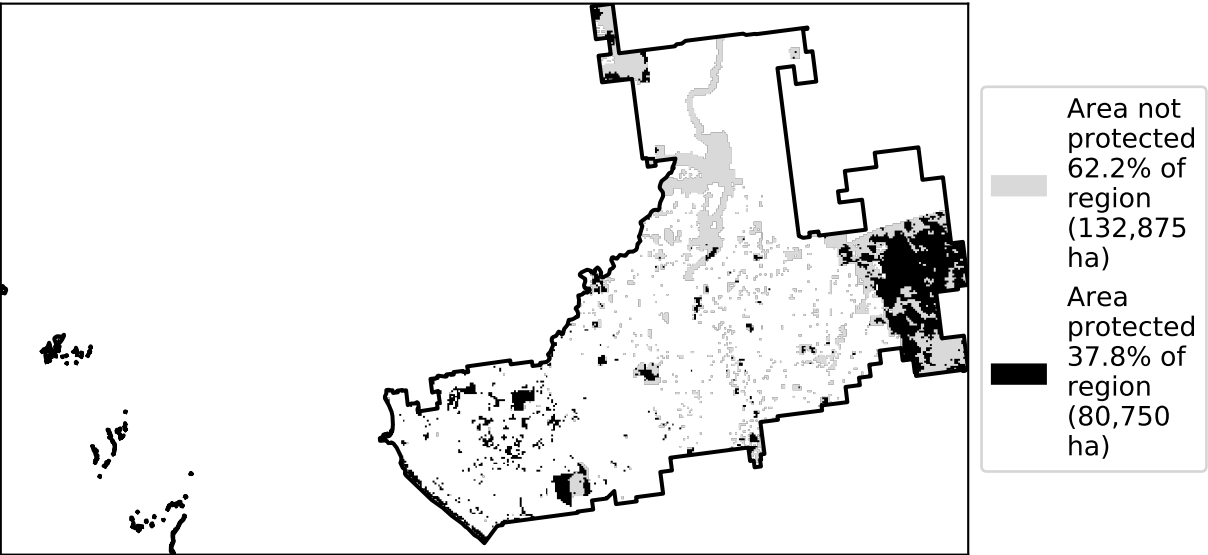 Area not
protected
62.2% of
region
(132,875
ha)
Area
protected
37.8% of
region
(80,750
ha)